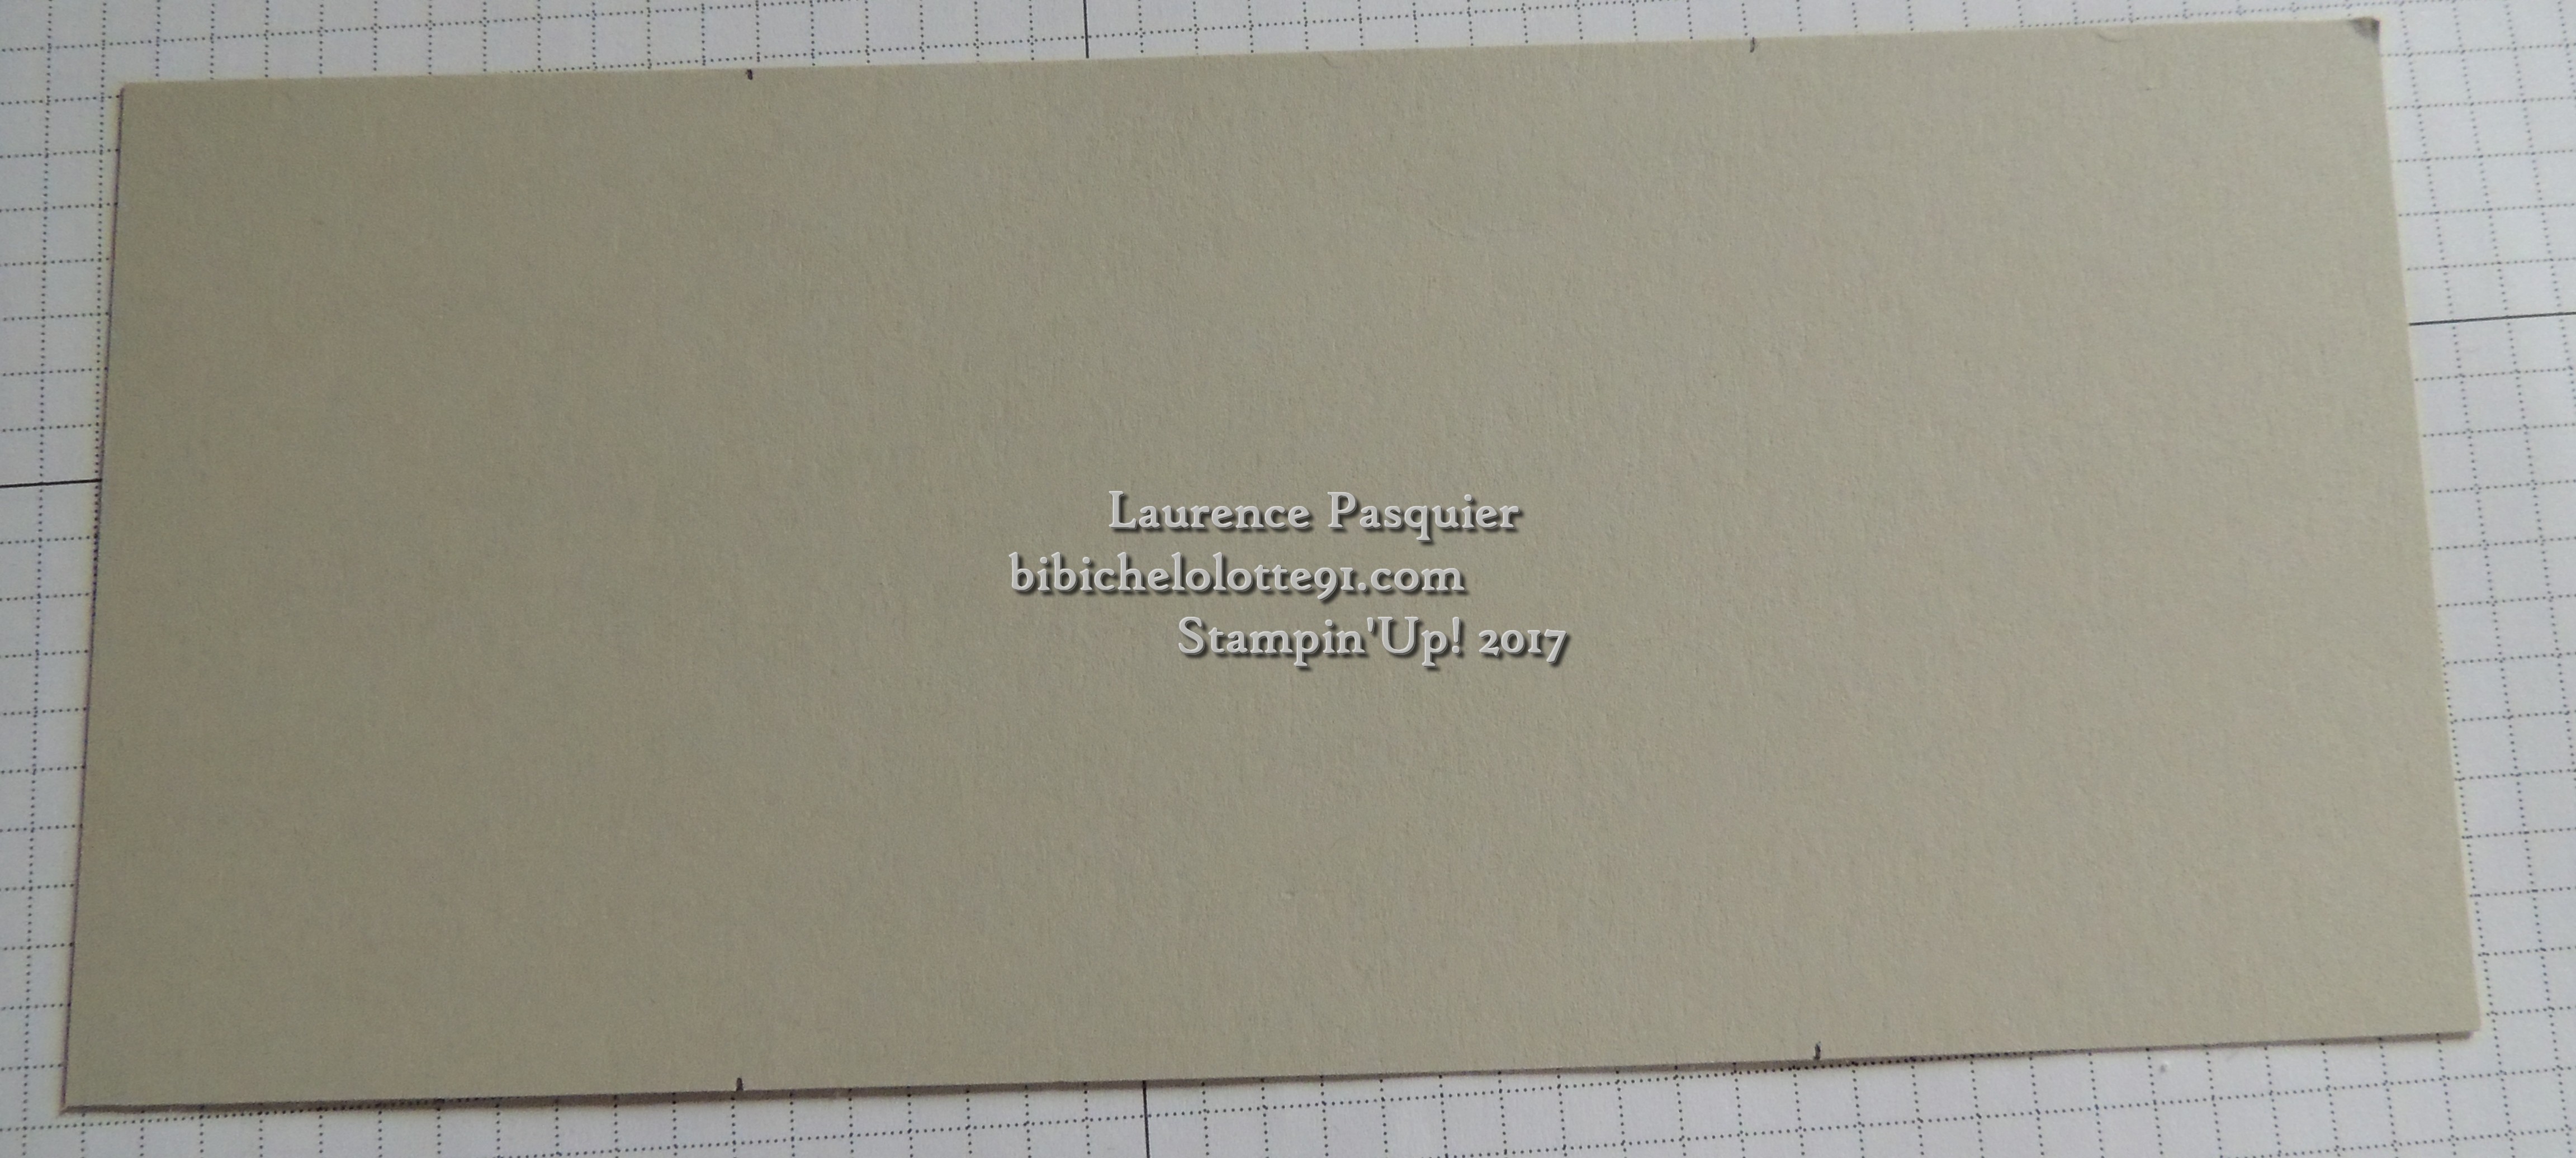 Laurence Pasquier
bibichelolotte91.com
Stampin'Up! 2017